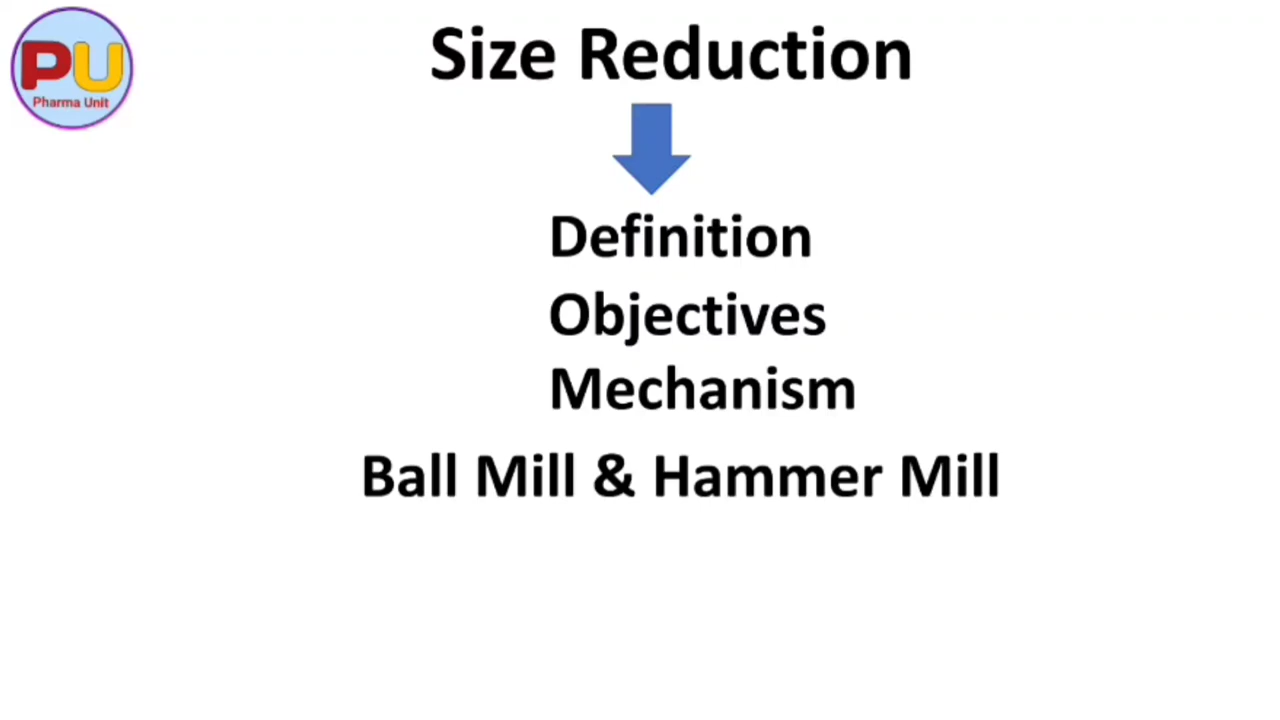 PU
Pharma Unit
Size Reduction
Definition
Objectives
Mechanism
Ball Mill & Hammer Mill